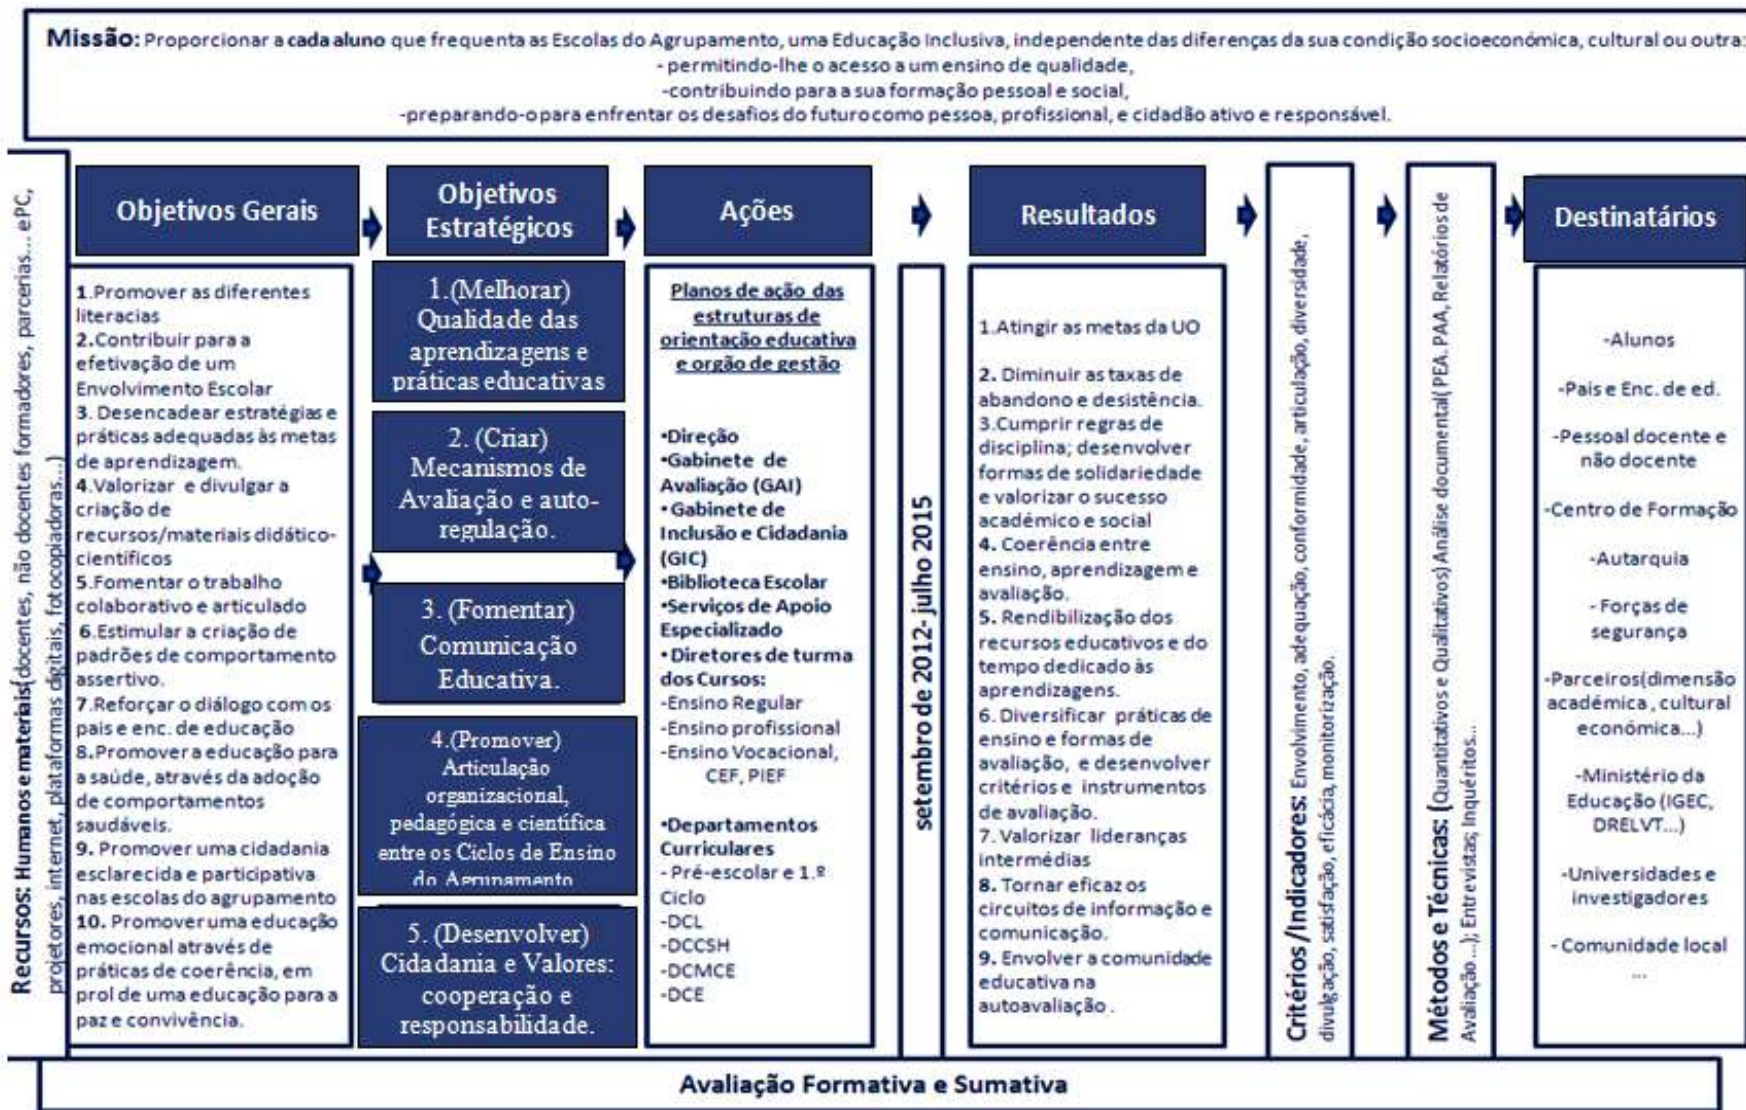 Missão: Proporcionar a cada aluno que frequenta as Escolas do Agrupamento, uma Educação Inclusiva, independente das diferenças da sua condição socioeconómica, cultural ou outra:
- permitindo-lhe o acesso a um ensino de qualidade,
-contribuindo para a sua formação pessoal e social,
-preparando-o para enfrentar os desafios do futuro como pessoa, profissional, e cidadão ativo e responsável.
Recursos: Humanos e materiais(docentes, não docentes formadores, parcerias... e PC,
projetores, internet, plataformas digitais, fotocopiadoras...)
Objetivos Gerais
1.Promover as diferentes
literacias
2.Contribuir para a
efetivação de um
Envolvimento Escolar
3. Desencadear estratégias e
práticas adequadas às metas
de aprendizagem.
4.Valorizar e divulgar a
criação de
recursos/materiais didático-
científicos
5.Fomentar o trabalho
colaborativo e articulado
6.Estimular a criação de
padrões de comportamento
assertivo.
7.Reforçar o diálogo com os
pais e enc. de educação
8.Promover a educação para
a saúde, através da adoção
de comportamentos
saudáveis.
9. Promover uma cidadania
esclarecida e participativa
nas escolas do agrupamento
10. Promover uma educação
emocional através de
práticas de coerência, em
prol de uma educação para a
paz e convivência.
Objetivos
Estratégicos
1.(Melhorar)
Qualidade das
aprendizagens e
práticas educativas
2. (Criar)
Mecanismos de
Avaliação e auto-
regulação.
3. (Fomentar)
Comunicação
Educativa.
4.(Promover)
Articulação
organizacional,
pedagógica e científica
entre os Ciclos de Ensino
do Agrupamento
5. (Desenvolver)
Cidadania e Valores:
cooperação e
responsabilidade.
Ações
Planos de ação das
estruturas de
orientação educativa
e orgão de gestão
•Direção
•Gabinete de
Avaliação (GAI)
• Gabinete de
Inclusão e Cidadania
(GIC)
•Biblioteca Escolar
•Serviços de Apoio
Especializado
• Diretores de turma
dos Cursos:
-Ensino Regular
-Ensino profissional
-Ensino Vocacional,
CEF, PIEF
•Departamentos
Curriculares
- Pré-escolar e 1.º
Ciclo
-DCL
-DCCSH
-DCMCE
-DCE
setembro de 2012- julho 2015
Resultados
1.Atingir as metas da UO
2. Diminuir as taxas de
abandono e desistência.
3.Cumprir regras de
disciplina; desenvolver
formas de solidariedade
e valorizar o sucesso
académico e social
4. Coerência entre
ensino, aprendizagem e
avaliação.
5. Rendibilização dos
recursos educativos e do
tempo dedicado às
aprendizagens.
6. Diversificar práticas de
ensino e formas de
avaliação, e desenvolver
critérios e instrumentos
de avaliação.
7. Valorizar lideranças
intermédias
8. Tornar eficaz os
circuitos de informação e
comunicação.
9. Envolver a comunidade
educativa na
autoavaliação .
Critérios /Indicadores: Envolvimento, adequação, conformidade, articulação, diversidade,
divulgação, satisfação, eficácia, monitorização.
Métodos e Técnicas: (Quantitativos e Qualitativos) Análise documental( PEA. PAA, Relatórios de
Avaliação ...); Entrevistas; Inquéritos...
Destinatários
-Alunos
-Pais e Enc. de ed.
-Pessoal docente e
não docente
-Centro de Formação
-Autarquia
- Forças de
segurança
-Parceiros(dimensão
académica , cultural
económica...)
-Ministério da
Educação (IGEC,
DRELVT...)
-Universidades e
investigadores
- Comunidade local
...
Avaliação Formativa e Sumativa